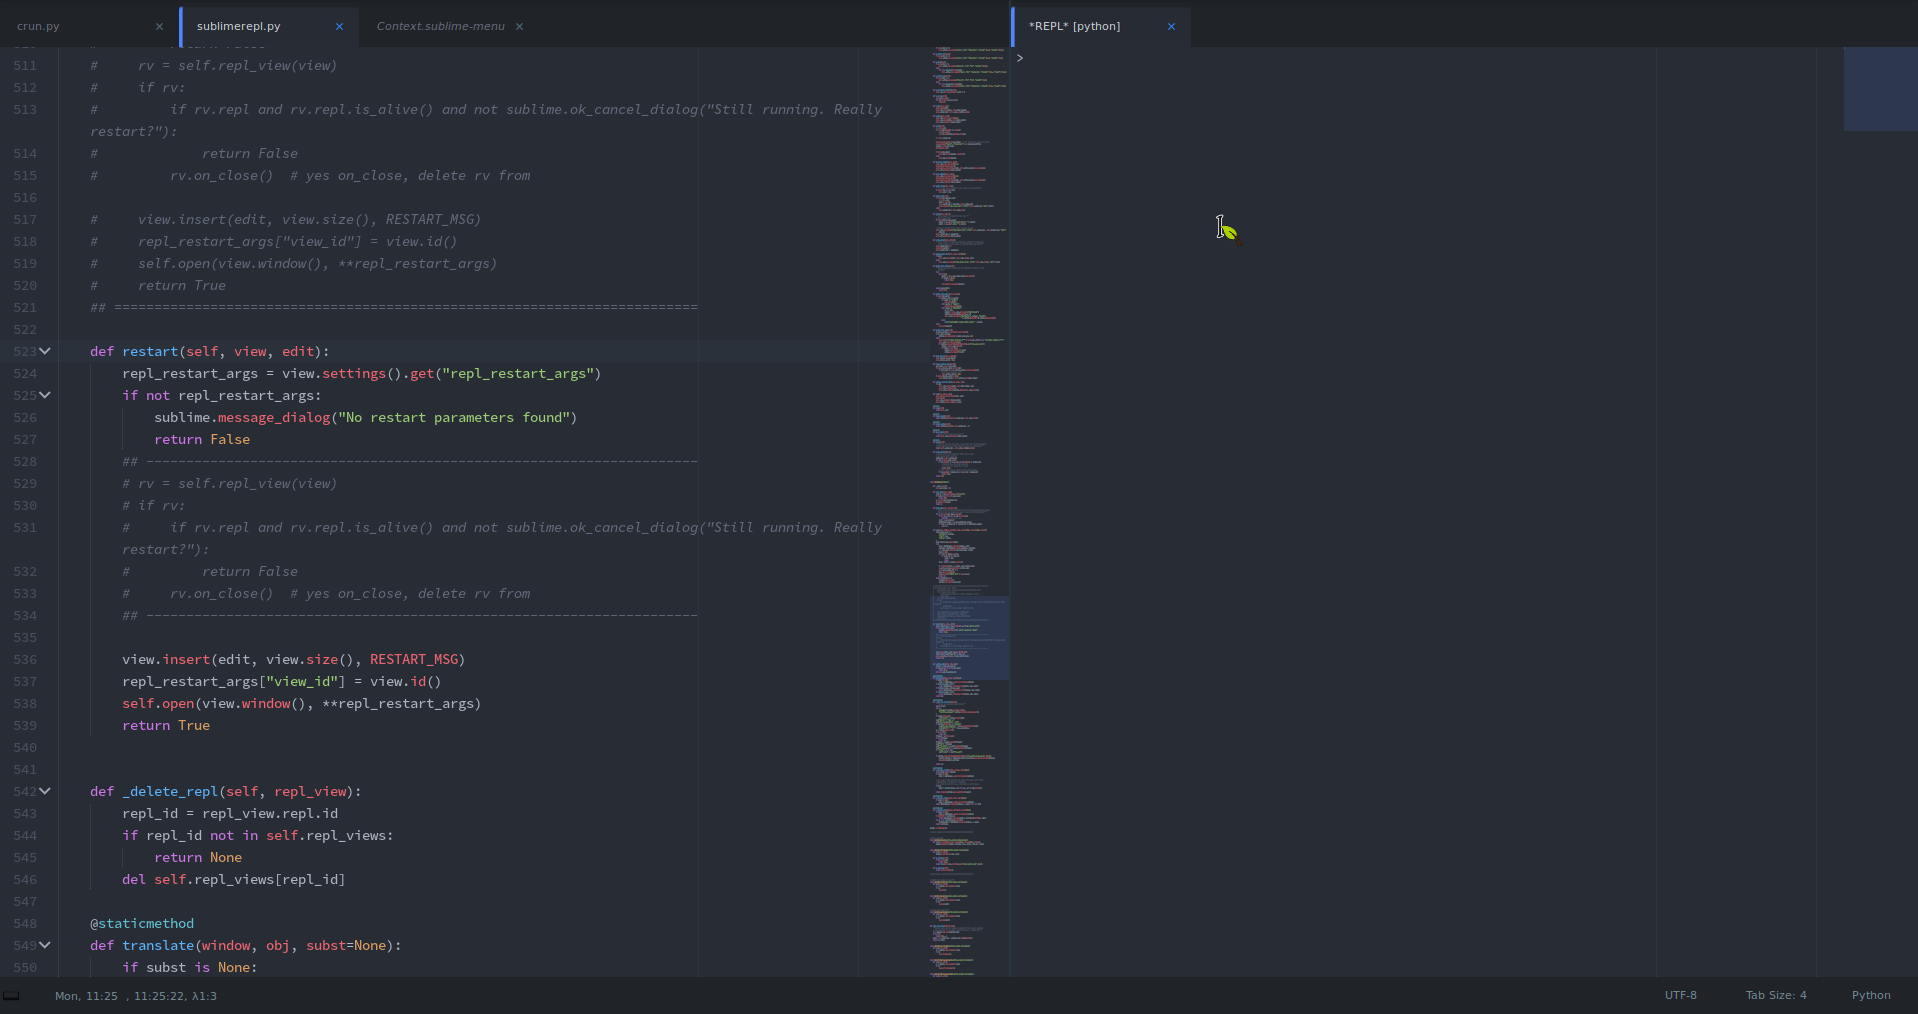 crun.py × sublimerepl.py × Context.sublime-menu × *REPL* [python] ×
511 #     rv = self.repl_view(view)
512 #     if rv:
513 #         if rv.repl and rv.repl.is_alive() and not sublime.ok_cancel_dialog("Still running. Really
restart?"):
514 #             return False
515 #         rv.on_close()  # yes on_close, delete rv from
516
517 #     view.insert(edit, view.size(), RESTART_MSG)
518 #     repl_restart_args["view_id"] = view.id()
519 #     self.open(view.window(), **repl_restart_args)
520 #     return True
521 ## =========================================================================
522
523 def restart(self, view, edit):
524     repl_restart_args = view.settings().get("repl_restart_args")
525     if not repl_restart_args:
526         sublime.message_dialog("No restart parameters found")
527         return False
528     ## ---------------------------------------------------------------------
529     # rv = self.repl_view(view)
530     # if rv:
531     #     if rv.repl and rv.repl.is_alive() and not sublime.ok_cancel_dialog("Still running. Really
restart?"):
532     #         return False
533     #     rv.on_close()  # yes on_close, delete rv from
534     ## ---------------------------------------------------------------------
535
536     view.insert(edit, view.size(), RESTART_MSG)
537     repl_restart_args["view_id"] = view.id()
538     self.open(view.window(), **repl_restart_args)
539     return True
540
541
542 def _delete_repl(self, repl_view):
543     repl_id = repl_view.repl.id
544     if repl_id not in self.repl_views:
545         return None
546     del self.repl_views[repl_id]
547
548 @staticmethod
549 def translate(window, obj, subst=None):
550     if subst is None:
>
Mon, 11:25 , 11:25:22, λ1:3 UTF-8 Tab Size: 4 Python